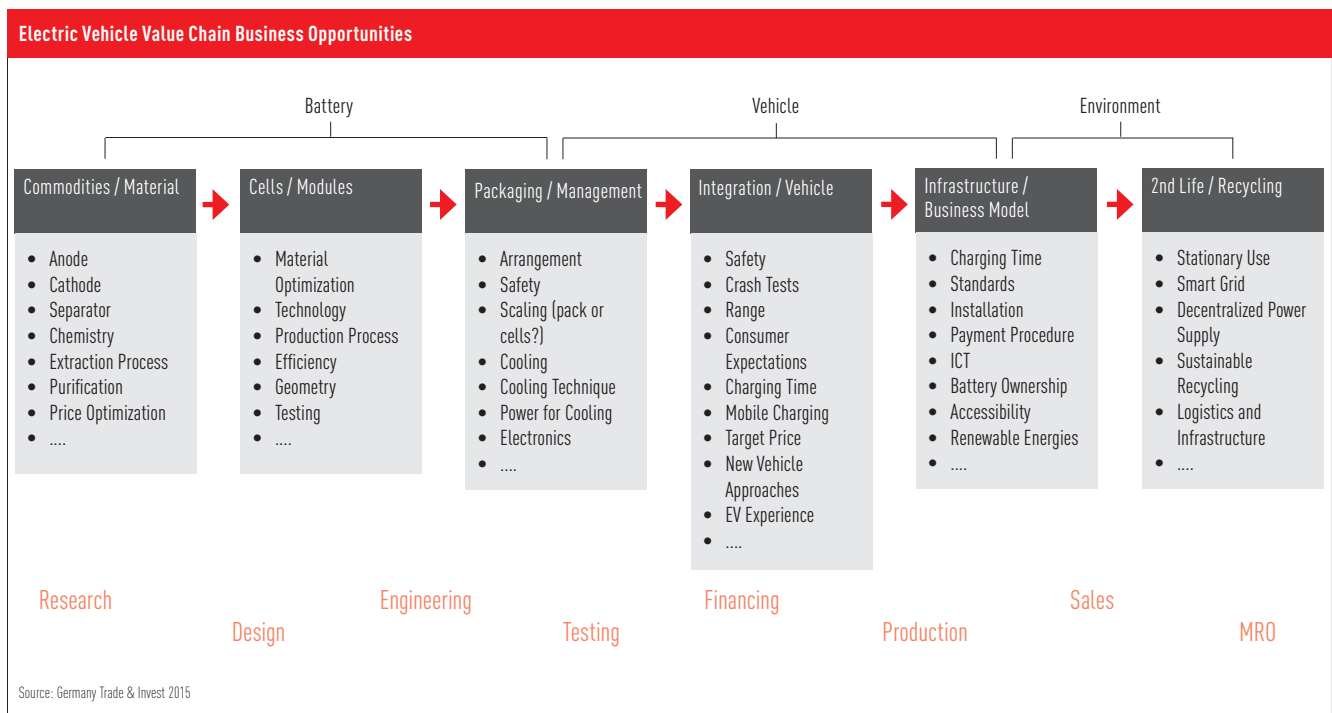 Electric Vehicle Value Chain Business Opportunities
Battery
Vehicle
Environment
Commodities / Material
• Anode
• Cathode
• Separator
• Chemistry
• Extraction Process
• Purification
• Price Optimization
• ....
Cells / Modules
• Material
Optimization
• Technology
• Production Process
• Efficiency
• Geometry
• Testing
• ....
Packaging / Management
• Arrangement
• Safety
• Scaling (pack or
cells?)
• Cooling
• Cooling Technique
• Power for Cooling
• Electronics
• ....
Integration / Vehicle
• Safety
• Crash Tests
• Range
• Consumer
Expectations
• Charging Time
• Mobile Charging
• Target Price
• New Vehicle
Approaches
• EV Experience
• ....
Infrastructure /
Business Model
• Charging Time
• Standards
• Installation
• Payment Procedure
• ICT
• Battery Ownership
• Accessibility
• Renewable Energies
• ....
2nd Life / Recycling
• Stationary Use
• Smart Grid
• Decentralized Power
Supply
• Sustainable
Recycling
• Logistics and
Infrastructure
• ....
Research
Design
Engineering
Testing
Financing
Production
Sales
MRO
Source: Germany Trade & Invest 2015